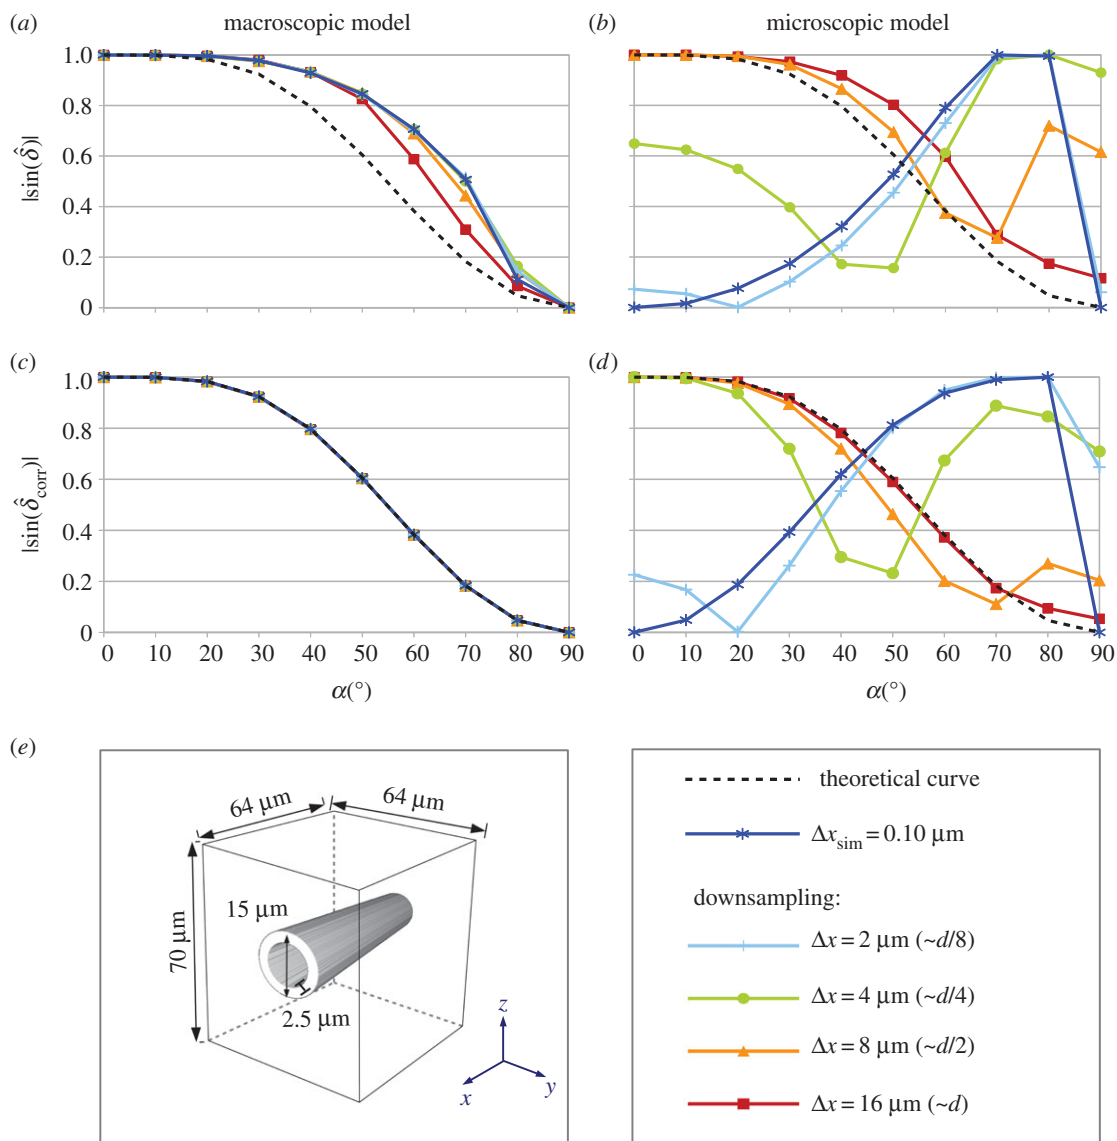 (a) macroscopic model
(b) microscopic model
|sin(δ̂)|
1.0
0.8
0.6
0.4
0.2
0
(c)
(d)
|sin(δ̂corr)|
1.0
0.8
0.6
0.4
0.2
0
0 10 20 30 40 50 60 70 80 90
α(°)
0 10 20 30 40 50 60 70 80 90
α(°)
(e)
64 µm
64 µm
70 µm
15 µm
2.5 µm
z
x
y
theoretical curve
Δxsim = 0.10 µm
downsampling:
Δx = 2 µm (~d/8)
Δx = 4 µm (~d/4)
Δx = 8 µm (~d/2)
Δx = 16 µm (~d)